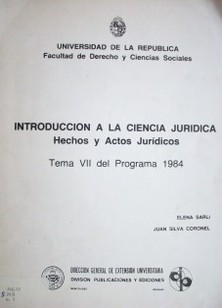 UNIVERSIDAD DE LA REPUBLICA
Facultad de Derecho y Ciencias Sociales
INTRODUCCION A LA CIENCIA JURIDICA
Hechos y Actos Jurídicos
Tema VII del Programa 1984
ELENA SARLI
JUAN SILVA CORONEL
DIRECCION GENERAL DE EXTENSION UNIVERSITARIA
DIVISION PUBLICACIONES Y EDICIONES